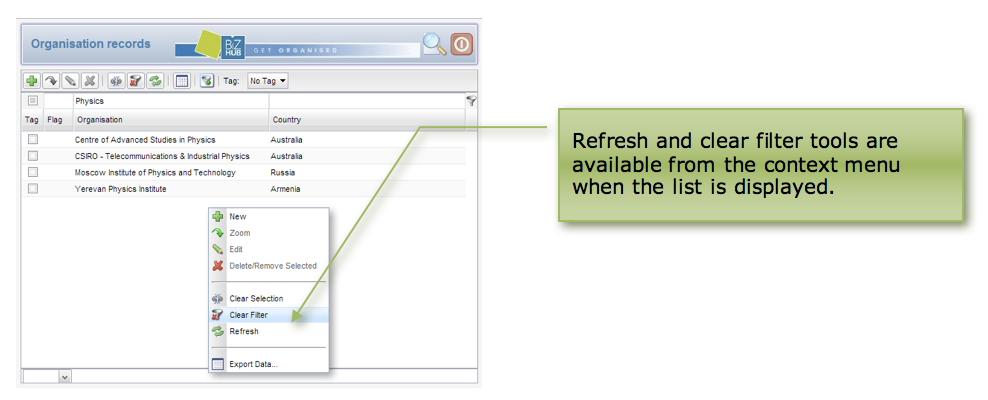 Organisation records
BiZ
HUB
GET ORGANISED
Tag: No Tag
Physics
Tag Flag Organisation Country
Centre of Advanced Studies in Physics Australia
CSIRO - Telecommunications & Industrial Physics Australia
Moscow Institute of Physics and Technology Russia
Yerevan Physics Institute Armenia
New
Zoom
Edit
Delete/Remove Selected
Clear Selection
Clear Filter
Refresh
Export Data...
Refresh and clear filter tools are
available from the context menu
when the list is displayed.